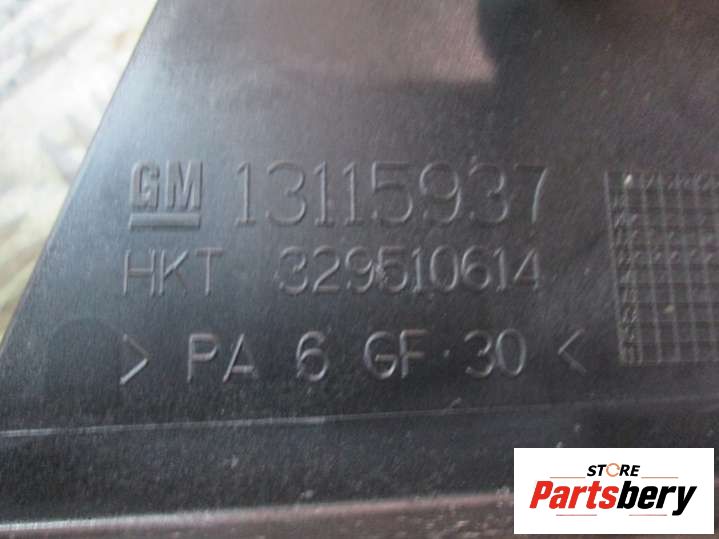 GM 13115937
HKT 329510614
> PA 6 GF 30 <
STORE
Partsbery